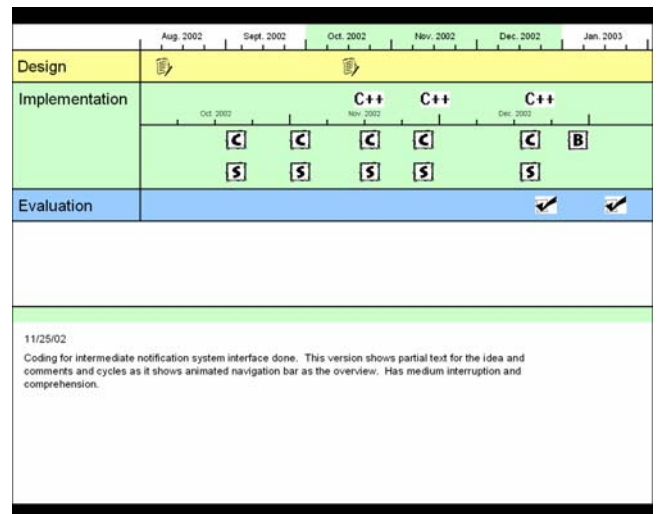 Aug. 2002 Sept. 2002 Oct. 2002 Nov. 2002 Dec. 2002 Jan. 2003
Design
Implementation
C++ C++ C++
Oct. 2002 Nov. 2002 Dec. 2002
C C C C C B
S S S S S
Evaluation
11/25/02
Coding for intermediate notification system interface done. This version shows partial text for the idea and
comments and cycles as it shows animated navigation bar as the overview. Has medium interruption and
comprehension.